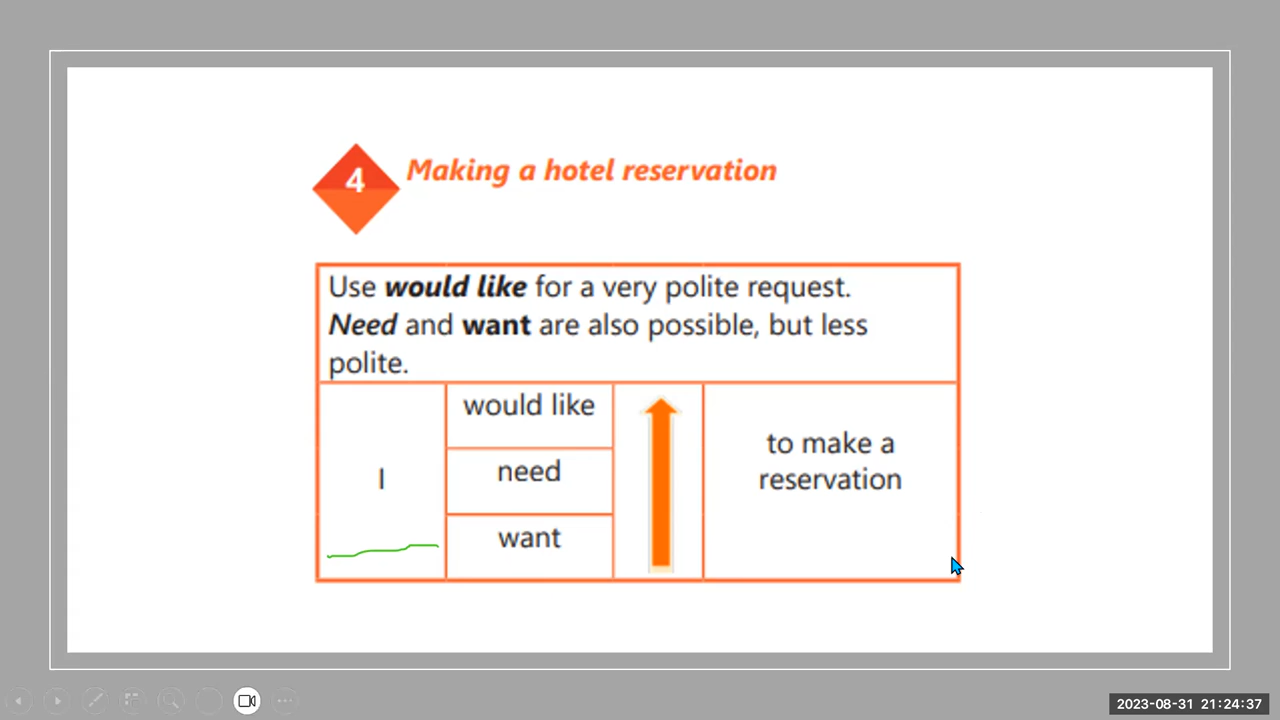 4
Making a hotel reservation
Use would like for a very polite request.
Need and want are also possible, but less
polite.
I
would like
need
want
to make a
reservation
2023-08-31 21:24:37